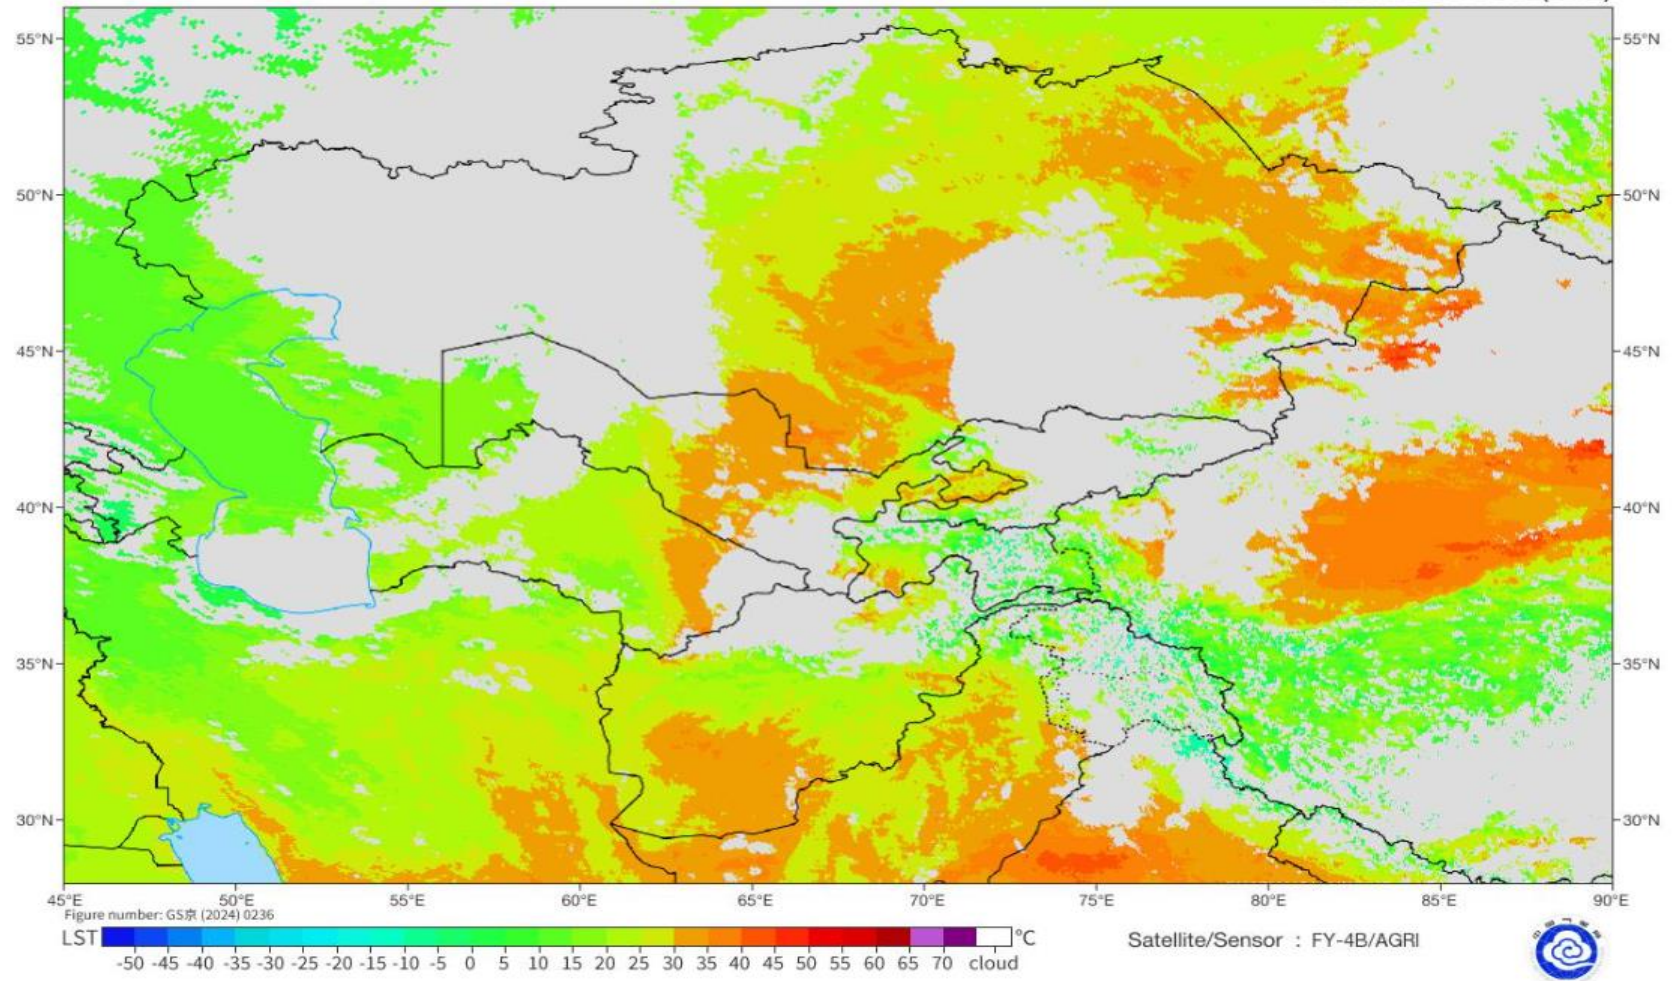 55°N 55°N
50°N 50°N
45°N 45°N
40°N 40°N
35°N 35°N
30°N 30°N
45°E 50°E 55°E 60°E 65°E 70°E 75°E 80°E 85°E 90°E
Figure number: GS京 (2024) 0236
LST °C
-50 -45 -40 -35 -30 -25 -20 -15 -10 -5 0 5 10 15 20 25 30 35 40 45 50 55 60 65 70 cloud
Satellite/Sensor : FY-4B/AGRI